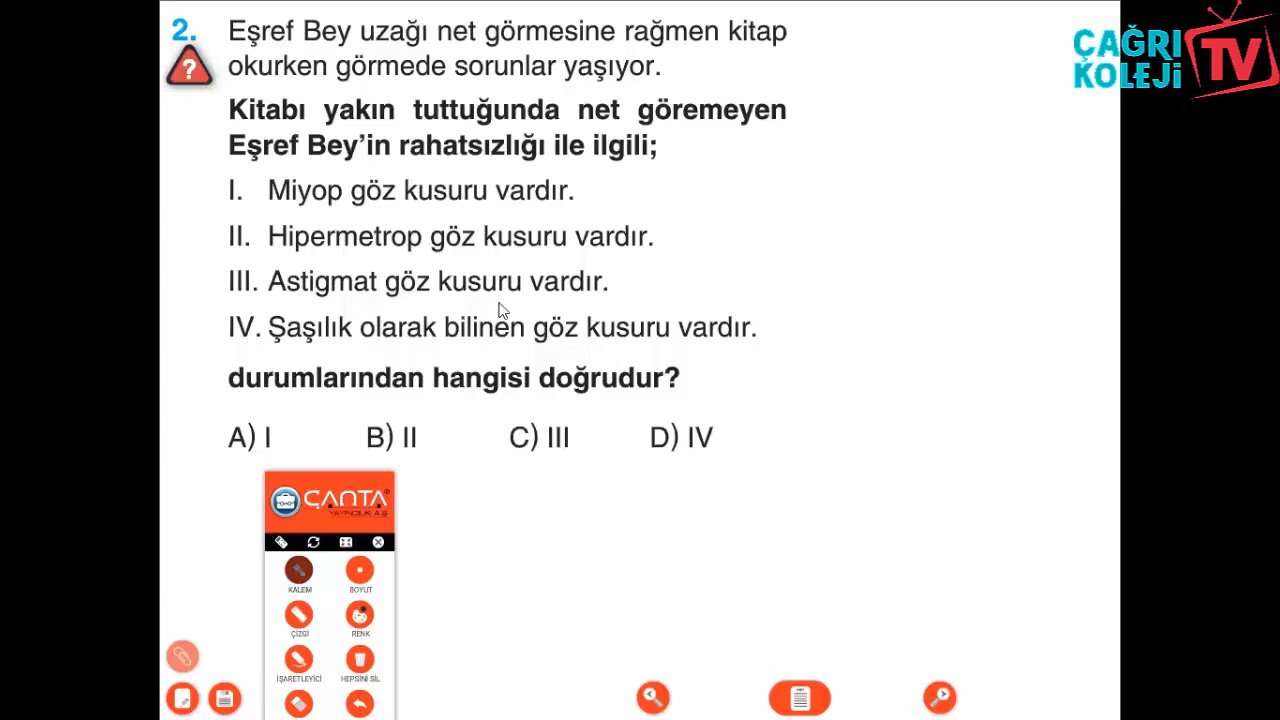 2. Eşref Bey uzağı net görmesine rağmen kitap
okurken görmede sorunlar yaşıyor.
Kitabı yakın tuttuğunda net göremeyen
Eşref Bey’in rahatsızlığı ile ilgili;
I. Miyop göz kusuru vardır.
II. Hipermetrop göz kusuru vardır.
III. Astigmat göz kusuru vardır.
IV. Şaşılık olarak bilinen göz kusuru vardır.
durumlarından hangisi doğrudur?
A) I B) II C) III D) IV
ÇAĞRI
KOLEJİ
TV
?
ÇANTA
YAYINCILIK A.Ş
KALEM BOYUT
ÇİZGİ RENK
İŞARETLEYİCİ HEPSİNİ SİL